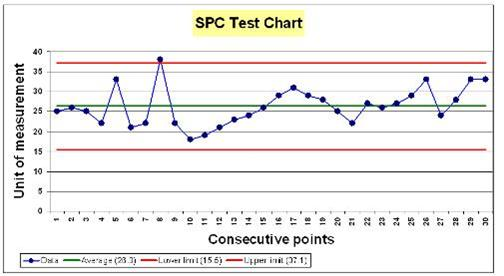 SPC Test Chart
Unit of measurement
40
35
30
25
20
15
10
5
0
1 2 3 4 5 6 7 8 9 10 11 12 13 14 15 16 17 18 19 20 21 22 23 24 25 26 27 28 29 30
Consecutive points
Data Average (26.3) Lower limit (15.5) Upper limit (37.1)